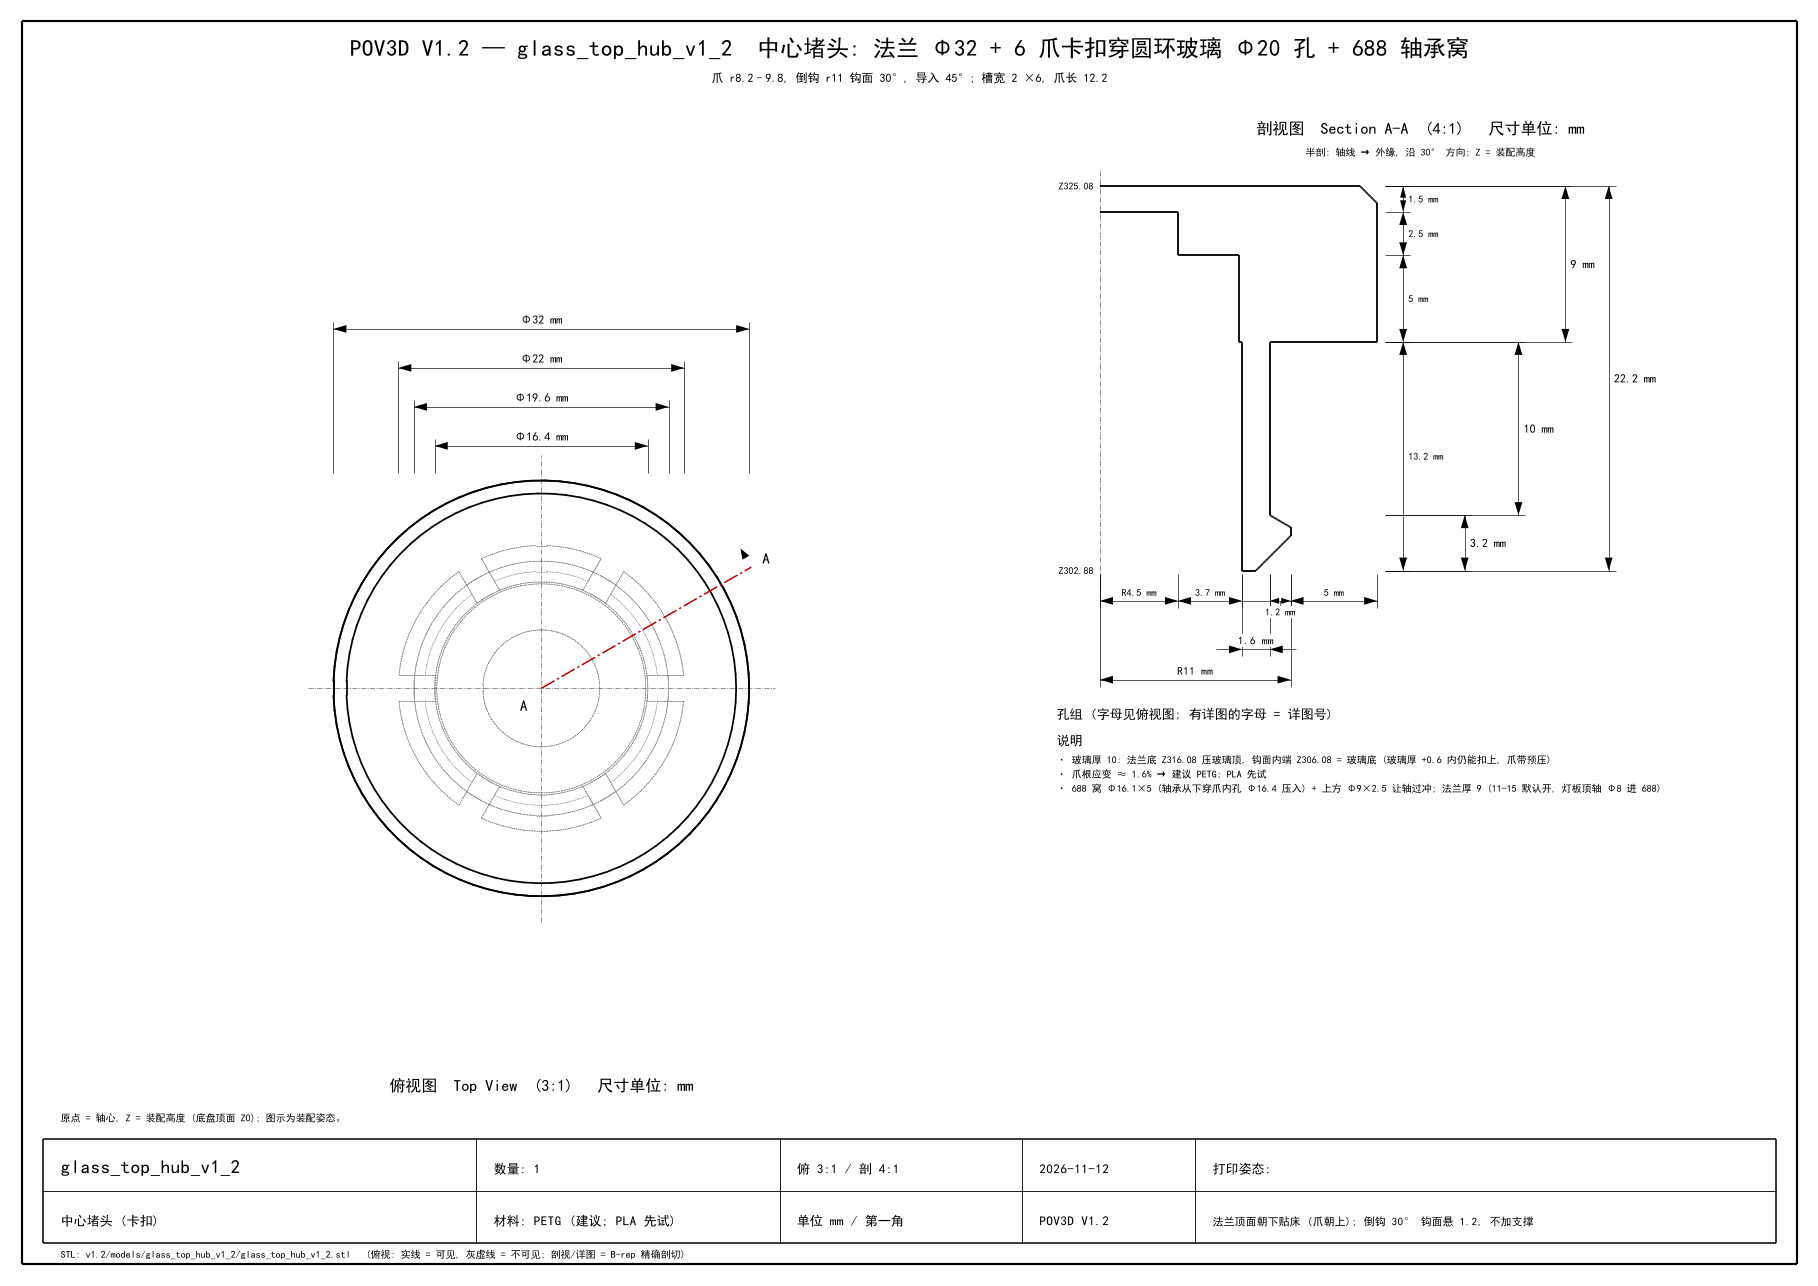 POV3D V1.2 — glass_top_hub_v1_2  中心堵头: 法兰 Φ32 + 6 爪卡扣穿圆环玻璃 Φ20 孔 + 688 轴承窝
爪 r8.2-9.8, 倒钩 r11 钩面 30°, 导入 45°; 槽宽 2 ×6, 爪长 12.2
剖视图  Section A-A  (4:1)  尺寸单位: mm
半剖: 轴线 → 外缘, 沿 30° 方向; Z = 装配高度
Z325.08
1.5 mm
2.5 mm
9 mm
5 mm
Φ32 mm
Φ22 mm
22.2 mm
Φ19.6 mm
10 mm
Φ16.4 mm
13.2 mm
3.2 mm
A
Z302.88
R4.5 mm
3.7 mm
5 mm
1.2 mm
1.6 mm
R11 mm
A
孔组 (字母见俯视图; 有详图的字母 = 详图号)
说明
· 玻璃厚 10: 法兰底 Z316.08 压玻璃顶, 钩面内端 Z306.08 = 玻璃底 (玻璃厚 +0.6 内仍能扣上, 爪带预压)
· 爪根应变 ≈ 1.6% → 建议 PETG; PLA 先试
· 688 窝 Φ16.1×5 (轴承从下穿爪内孔 Φ16.4 压入) + 上方 Φ9×2.5 让轴过冲; 法兰厚 9 (11-15 默认开, 灯板顶轴 Φ8 进 688)
俯视图  Top View  (3:1)  尺寸单位: mm
原点 = 轴心, Z = 装配高度 (底盘顶面 Z0); 图示为装配姿态。
glass_top_hub_v1_2
数量: 1
俯 3:1 / 剖 4:1
2026-11-12
打印姿态:
中心堵头 (卡扣)
材料: PETG (建议; PLA 先试)
单位 mm / 第一角
POV3D V1.2
法兰顶面朝下贴床 (爪朝上); 倒钩 30° 钩面悬 1.2, 不加支撑
STL: v1.2/models/glass_top_hub_v1_2/glass_top_hub_v1_2.stl  (俯视: 实线 = 可见, 灰虚线 = 不可见; 剖视/详图 = B-rep 精确剖切)